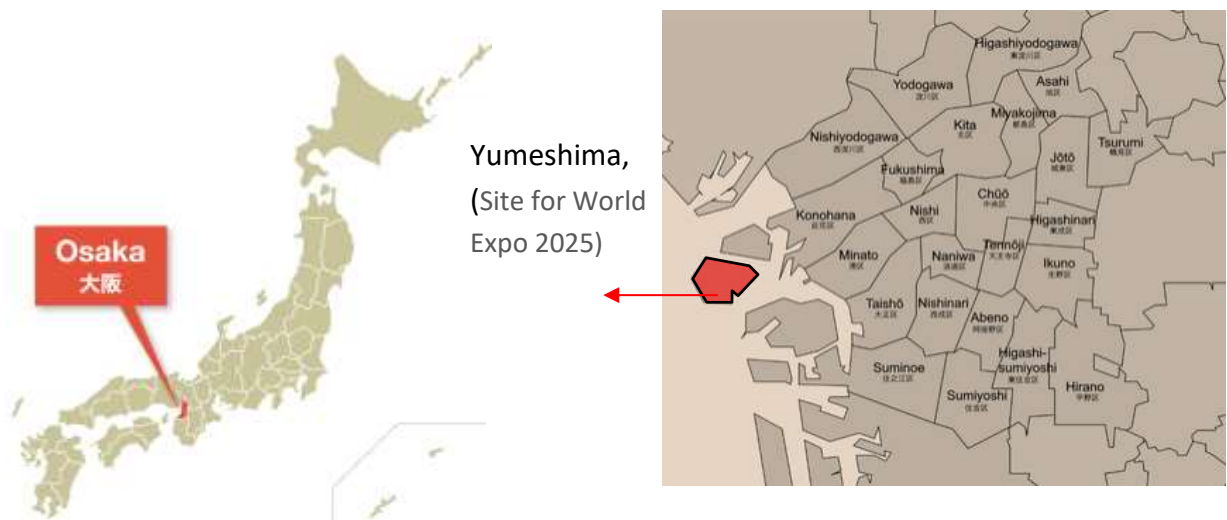 Osaka
大阪
Yumeshima,
(Site for World
Expo 2025)
Higashiyodogawa
東淀川区
Yodogawa
淀川区
Asahi
旭区
Miyakojima
都島区
Kita
北区
Nishiyodogawa
西淀川区
Tsurumi
鶴見区
Jōtō
城東区
Fukushima
福島区
Chūō
中央区
Nishi
西区
Konohana
此花区
Higashinari
東成区
Tennōji
天王寺区
Minato
港区
Naniwa
浪速区
Ikuno
生野区
Taishō
大正区
Nishinari
西成区
Abeno
阿倍野区
Higashi-
sumiyoshi
東住吉区
Suminoe
住之江区
Hirano
平野区
Sumiyoshi
住吉区